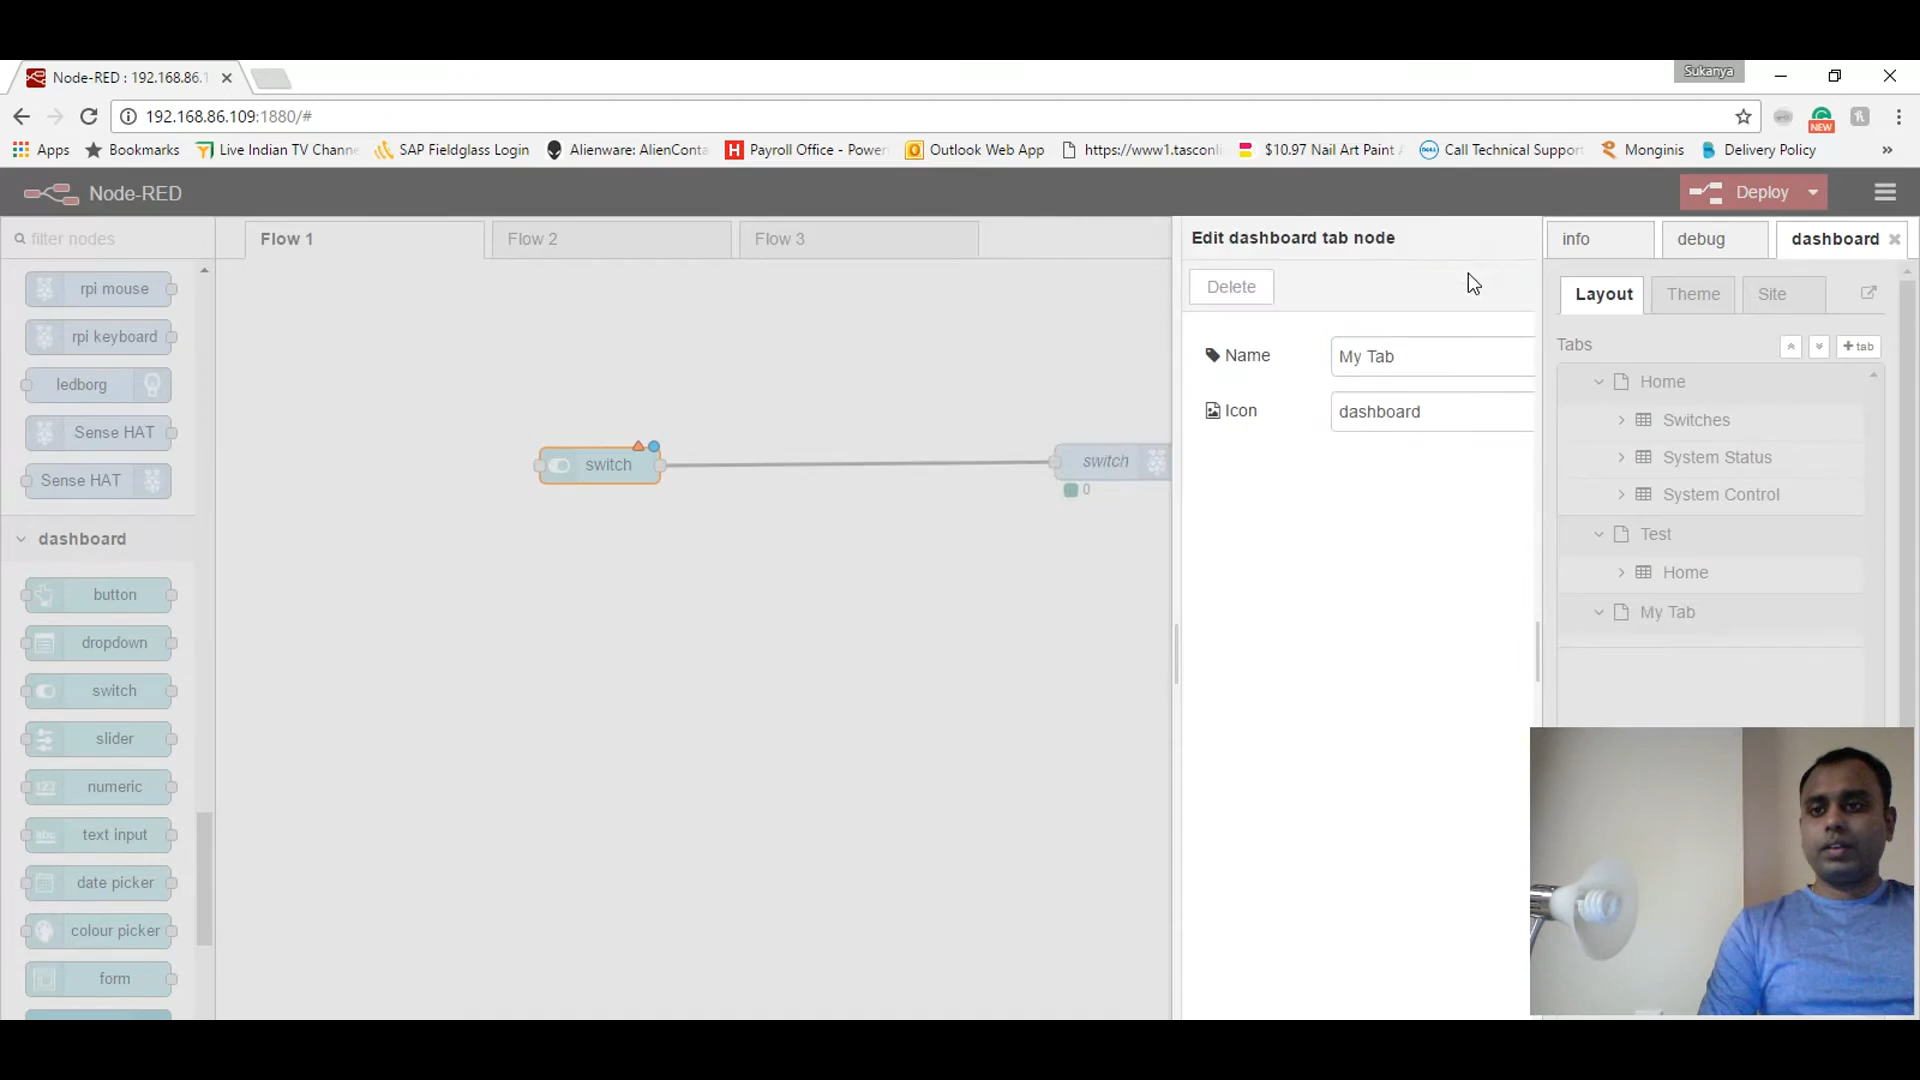 Node-RED : 192.168.86.1
Sukanya
192.168.86.109:1880/#
NEW
Apps
Bookmarks
Live Indian TV Channe
SAP Fieldglass Login
Alienware: AlienConta
H
Payroll Office - Power
Outlook Web App
https://www1.tasconli
$10.97 Nail Art Paint
Call Technical Support
Monginis
Delivery Policy
»
Node-RED
Deploy
filter nodes
Flow 1
Flow 2
Flow 3
Edit dashboard tab node
info
debug
dashboard
rpi mouse
rpi keyboard
ledborg
Sense HAT
Sense HAT
dashboard
button
dropdown
switch
slider
numeric
text input
date picker
colour picker
form
switch
switch
0
Delete
Name
My Tab
Icon
dashboard
Layout
Theme
Site
Tabs
+ tab
Home
Switches
System Status
System Control
Test
Home
My Tab